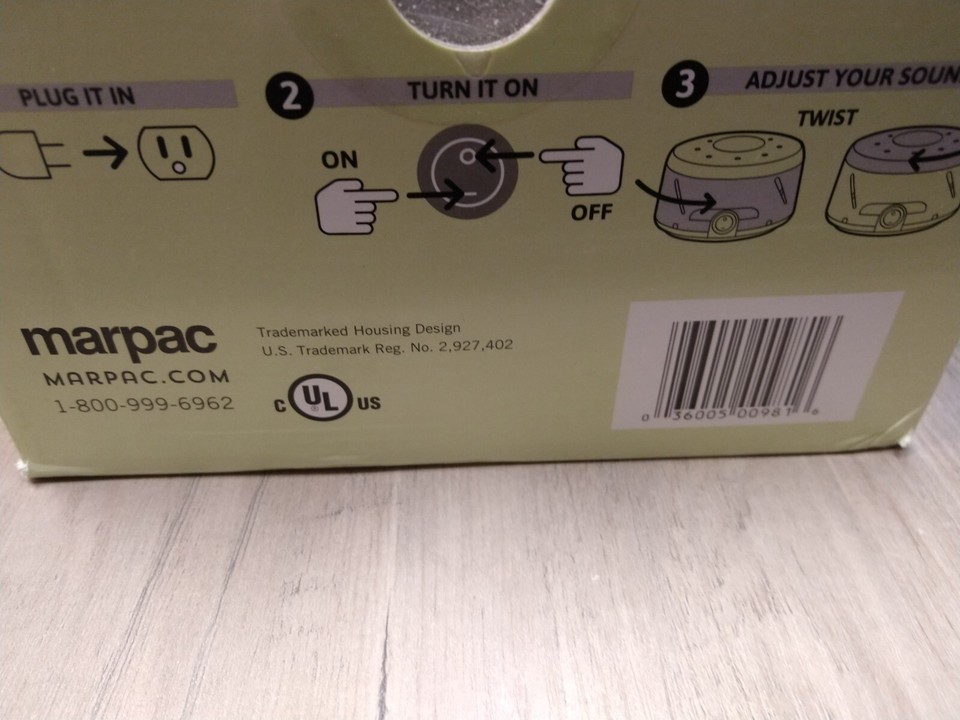 PLUG IT IN
2 TURN IT ON
3 ADJUST YOUR SOUN
TWIST
ON
OFF
marpac
MARPAC.COM
1-800-999-6962
Trademarked Housing Design
U.S. Trademark Reg. No. 2,927,402
C UL ® US
0 36005 00981 6